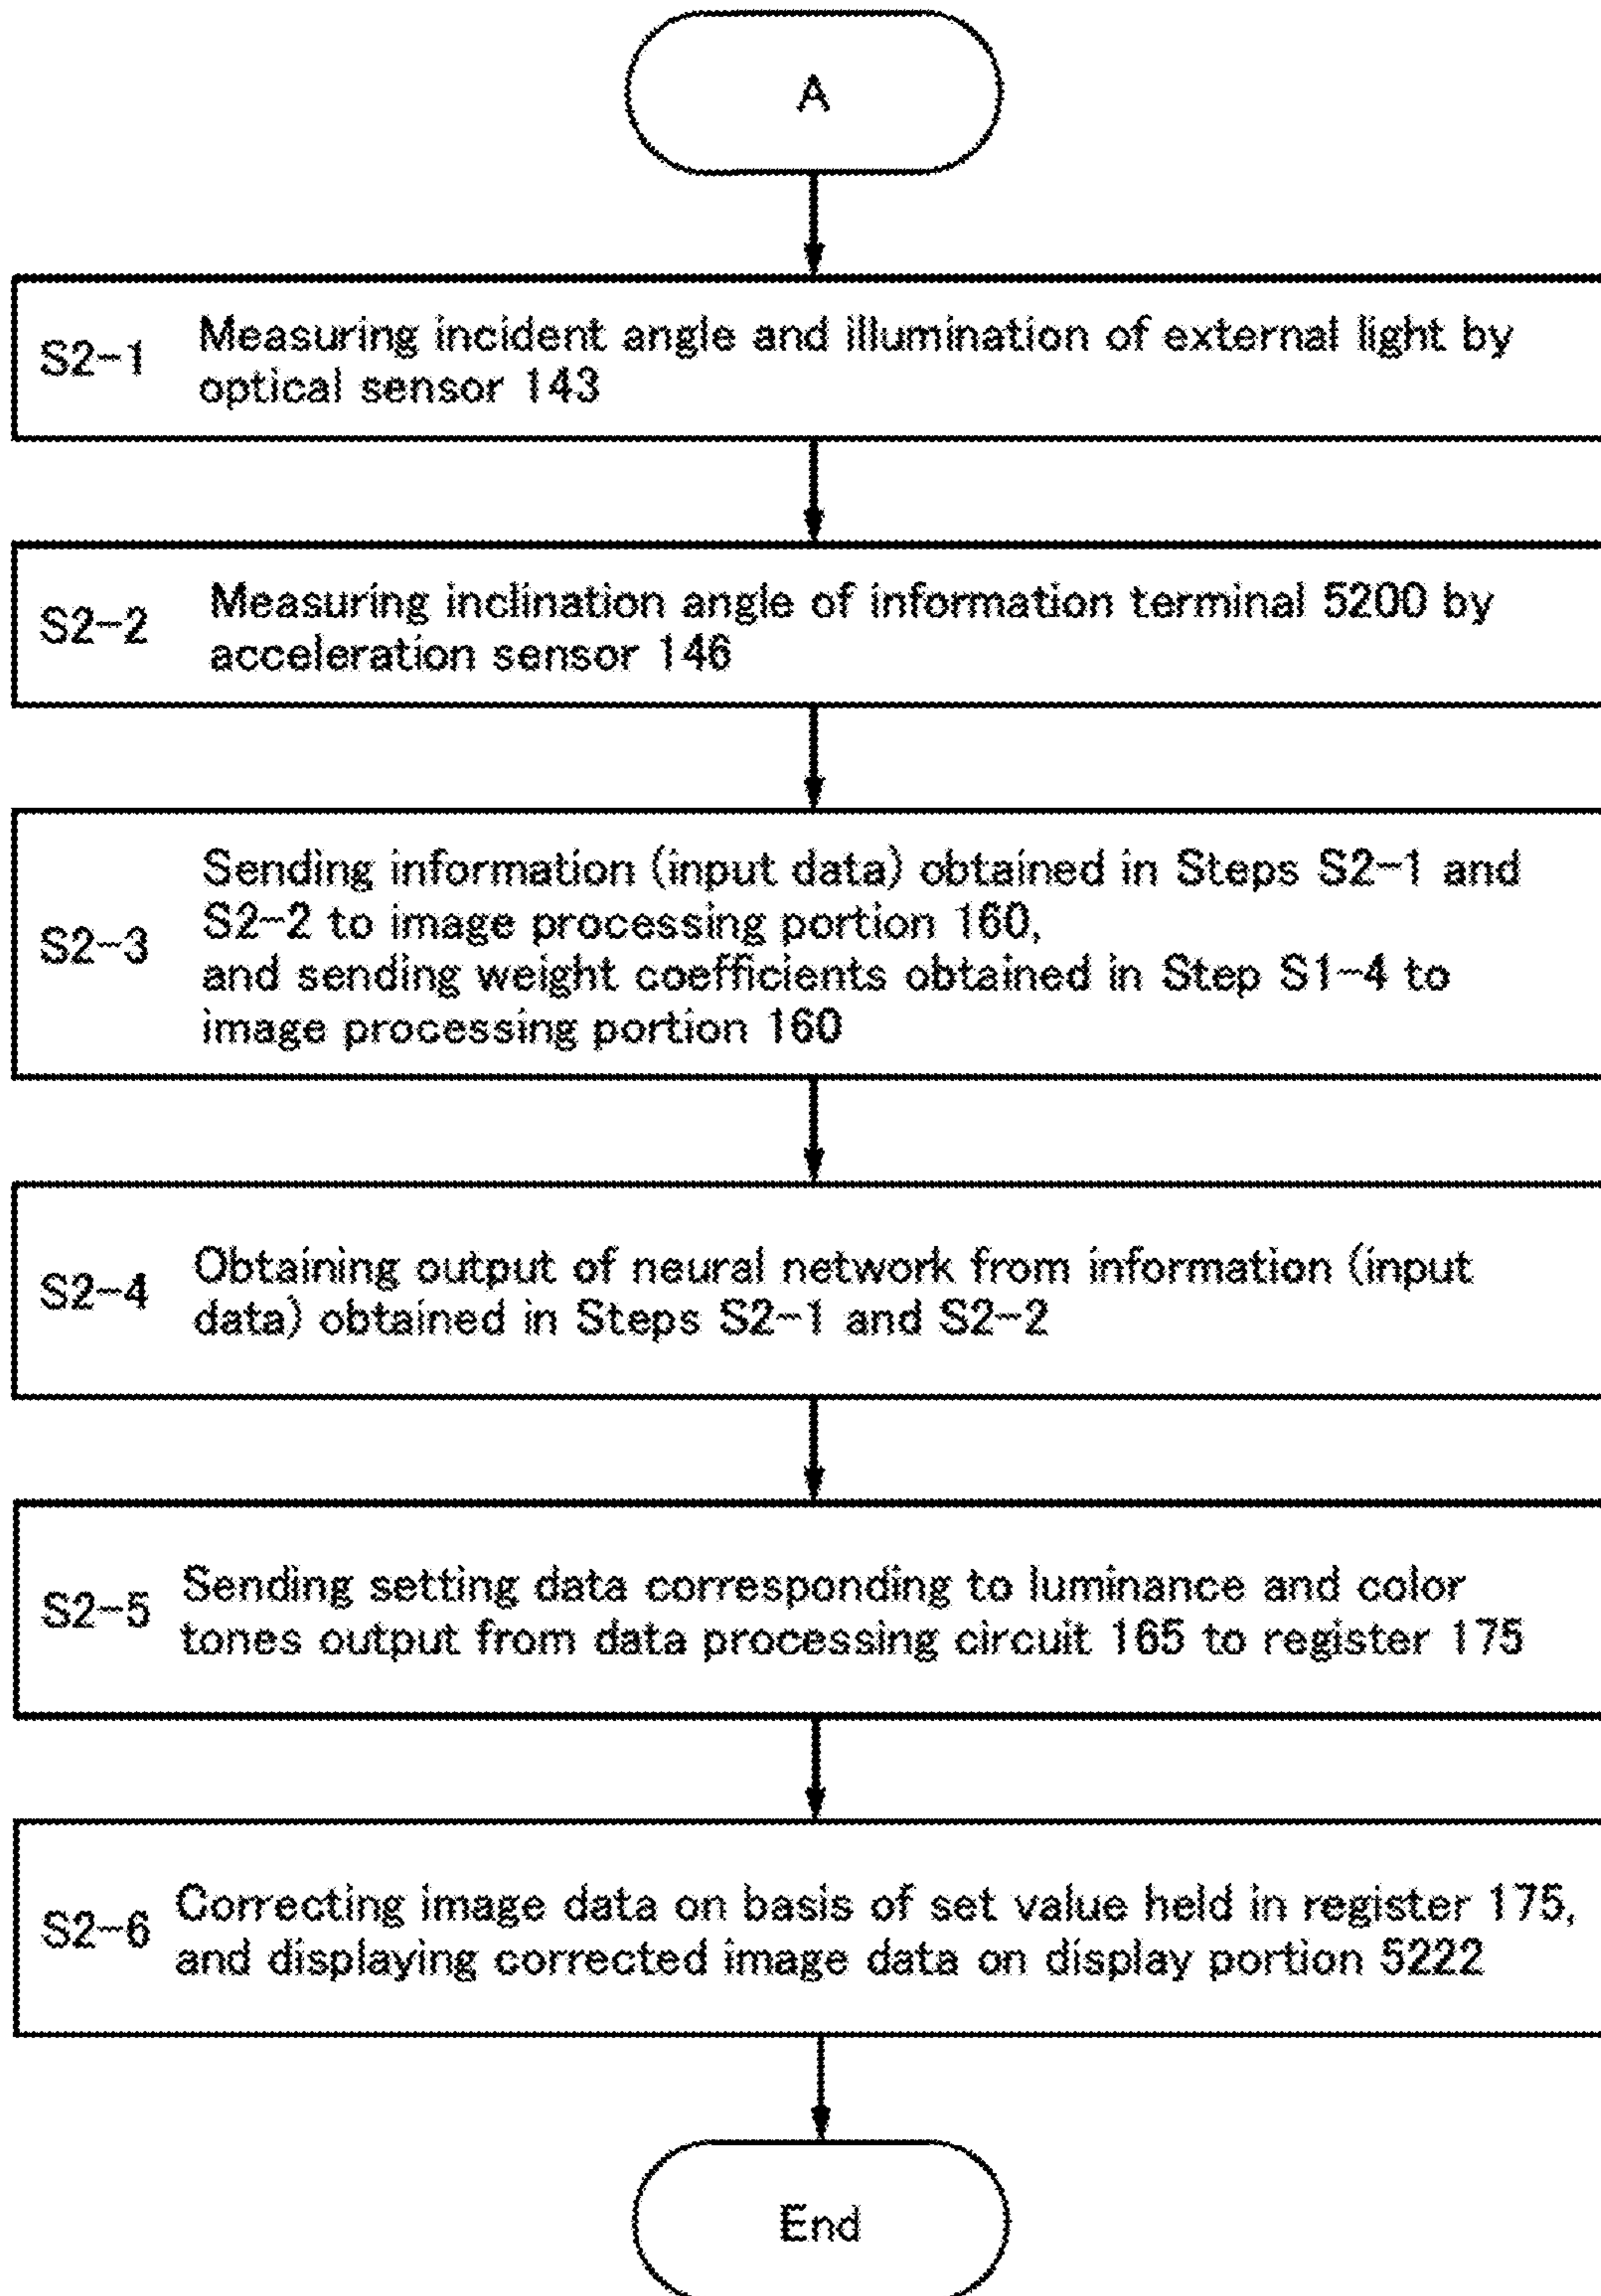 A
S2-1
Measuring incident angle and illumination of external light by
optical sensor 143
S2-2
Measuring inclination angle of information terminal 5200 by
acceleration sensor 146
S2-3
Sending information (input data) obtained in Steps S2-1 and
S2-2 to image processing portion 160,
and sending weight coefficients obtained in Step S1-4 to
image processing portion 160
S2-4
Obtaining output of neural network from information (input
data) obtained in Steps S2-1 and S2-2
S2-5
Sending setting data corresponding to luminance and color
tones output from data processing circuit 165 to register 175
S2-6
Correcting image data on basis of set value held in register 175,
and displaying corrected image data on display portion 5222
End